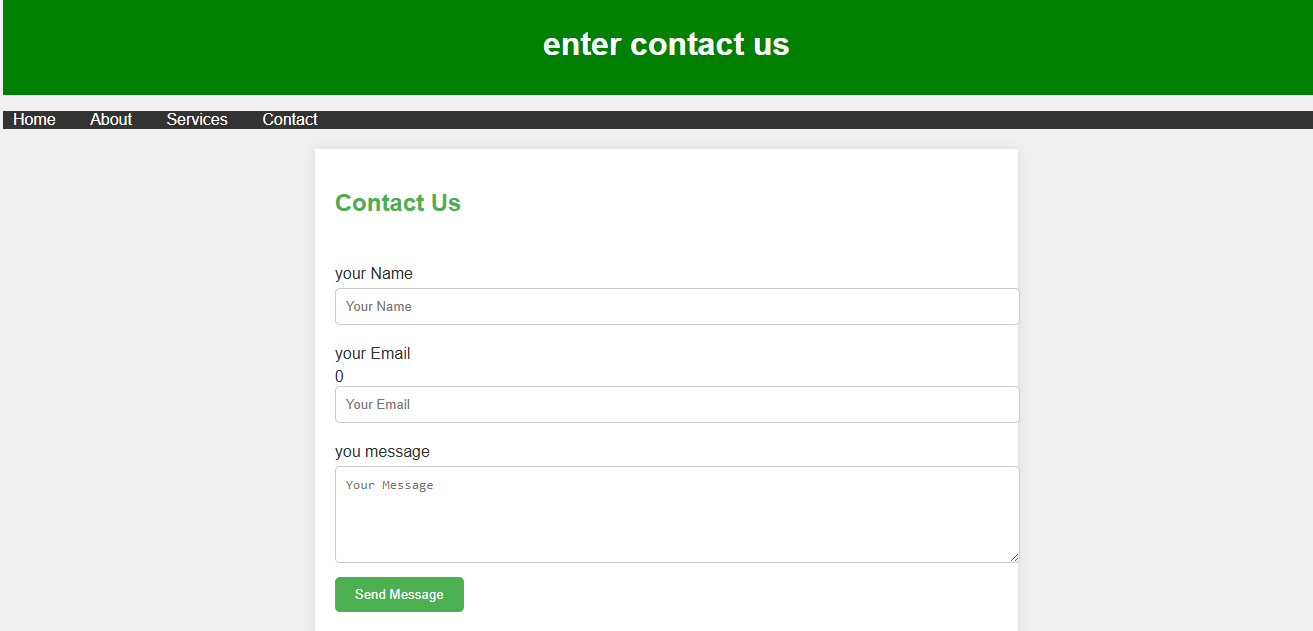 enter contact us
Home About Services Contact
Contact Us
your Name
Your Name
your Email
0
Your Email
you message
Your Message
Send Message